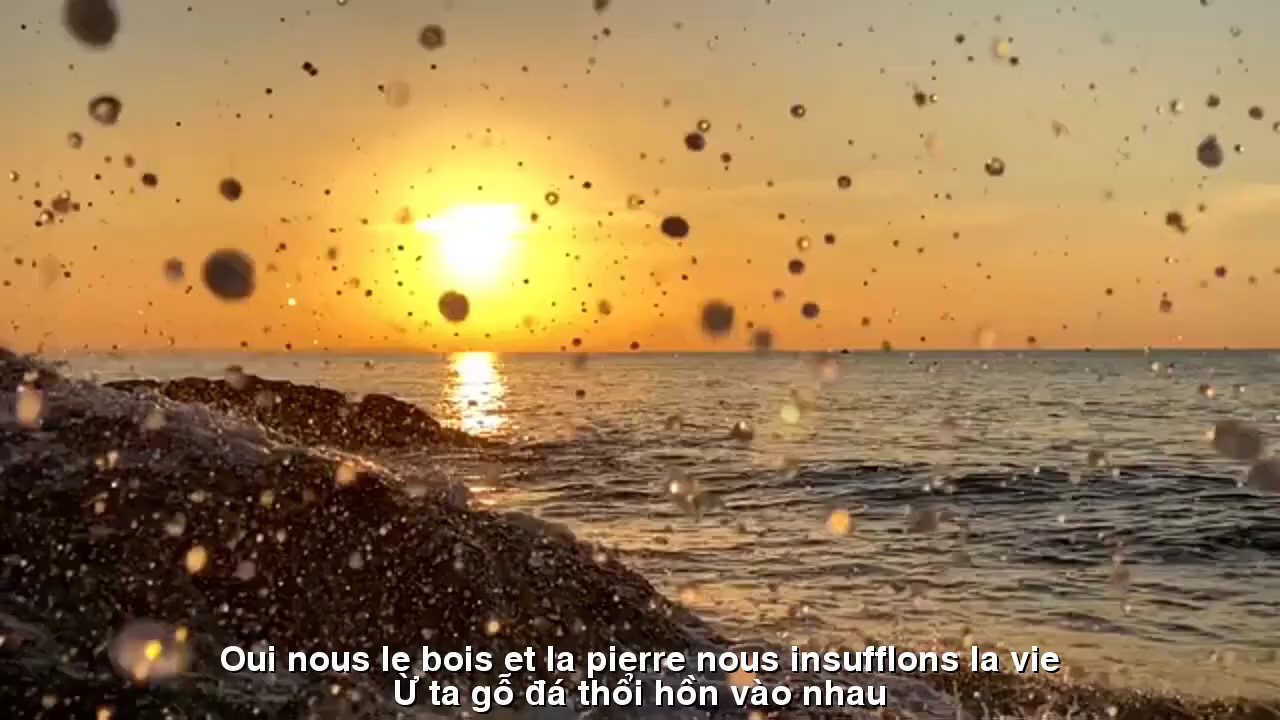 Oui nous le bois et la pierre nous insufflons la vie
Ừ ta gỗ đá thổi hồn vào nhau